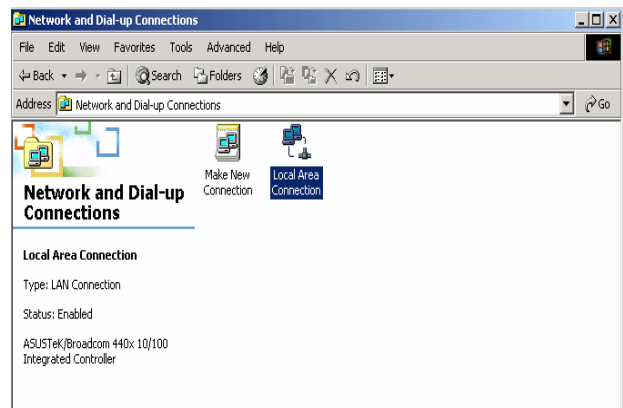 Network and Dial-up Connections
File Edit View Favorites Tools Advanced Help
Back Search Folders
Address Network and Dial-up Connections Go
Make New
Connection
Local Area
Connection
Network and Dial-up
Connections
Local Area Connection
Type: LAN Connection
Status: Enabled
ASUSTeK/Broadcom 440x 10/100
Integrated Controller